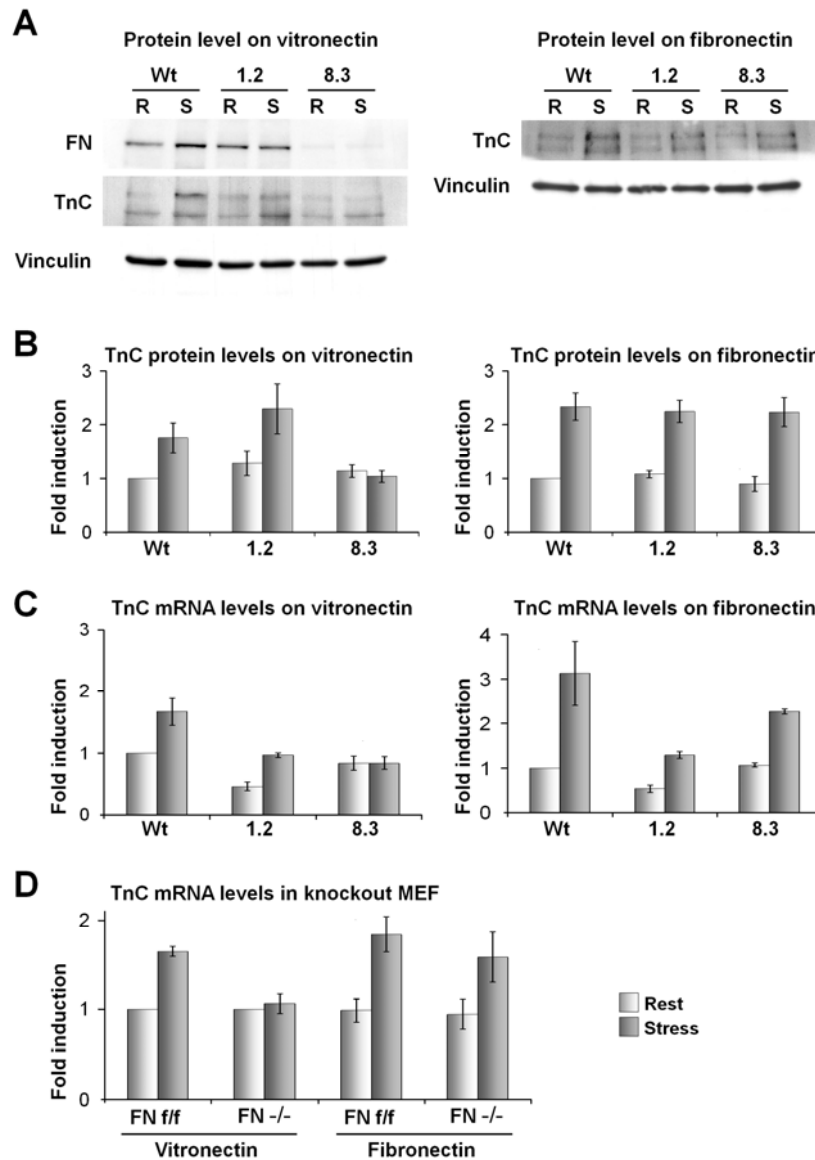 A
Protein level on vitronectin
Wt 1.2 8.3
R S R S R S
FN
TnC
Vinculin
Protein level on fibronectin
Wt 1.2 8.3
R S R S R S
TnC
Vinculin
B
TnC protein levels on vitronectin
Fold induction
3
2
1
0
Wt 1.2 8.3
TnC protein levels on fibronectin
Fold induction
3
2
1
0
Wt 1.2 8.3
C
TnC mRNA levels on vitronectin
Fold induction
3
2
1
0
Wt 1.2 8.3
TnC mRNA levels on fibronectin
Fold induction
4
3
2
1
0
Wt 1.2 8.3
D
TnC mRNA levels in knockout MEF
Fold induction
2
1
0
FN f/f FN -/- FN f/f FN -/-
Vitronectin Fibronectin
Rest
Stress